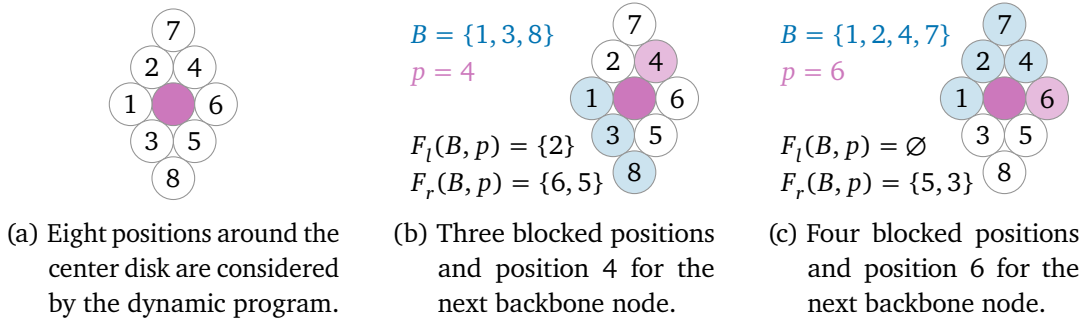 7
2 4
1 6
3 5
8
(a) Eight positions around the
center disk are considered
by the dynamic program.
B = {1, 3, 8}
p = 4
7
2 4
1 6
3 5
8
F_l(B, p) = {2}
F_r(B, p) = {6, 5}
(b) Three blocked positions
and position 4 for the
next backbone node.
B = {1, 2, 4, 7}
p = 6
7
2 4
1 6
3 5
8
F_l(B, p) = ∅
F_r(B, p) = {5, 3}
(c) Four blocked positions
and position 6 for the
next backbone node.